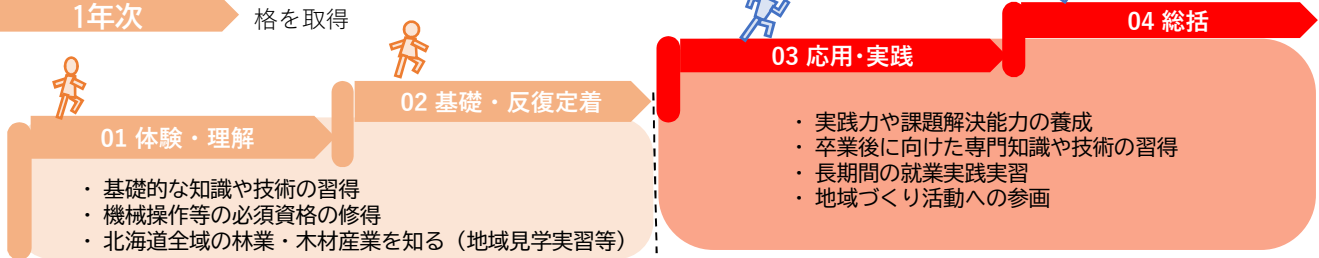 1年次
格を取得
01 体験・理解
02 基礎・反復定着
・ 基礎的な知識や技術の習得
・ 機械操作等の必須資格の修得
・ 北海道全域の林業・木材産業を知る（地域見学実習等）
03 応用・実践
04 総括
・ 実践力や課題解決能力の養成
・ 卒業後に向けた専門知識や技術の習得
・ 長期間の就業実践実習
・ 地域づくり活動への参画